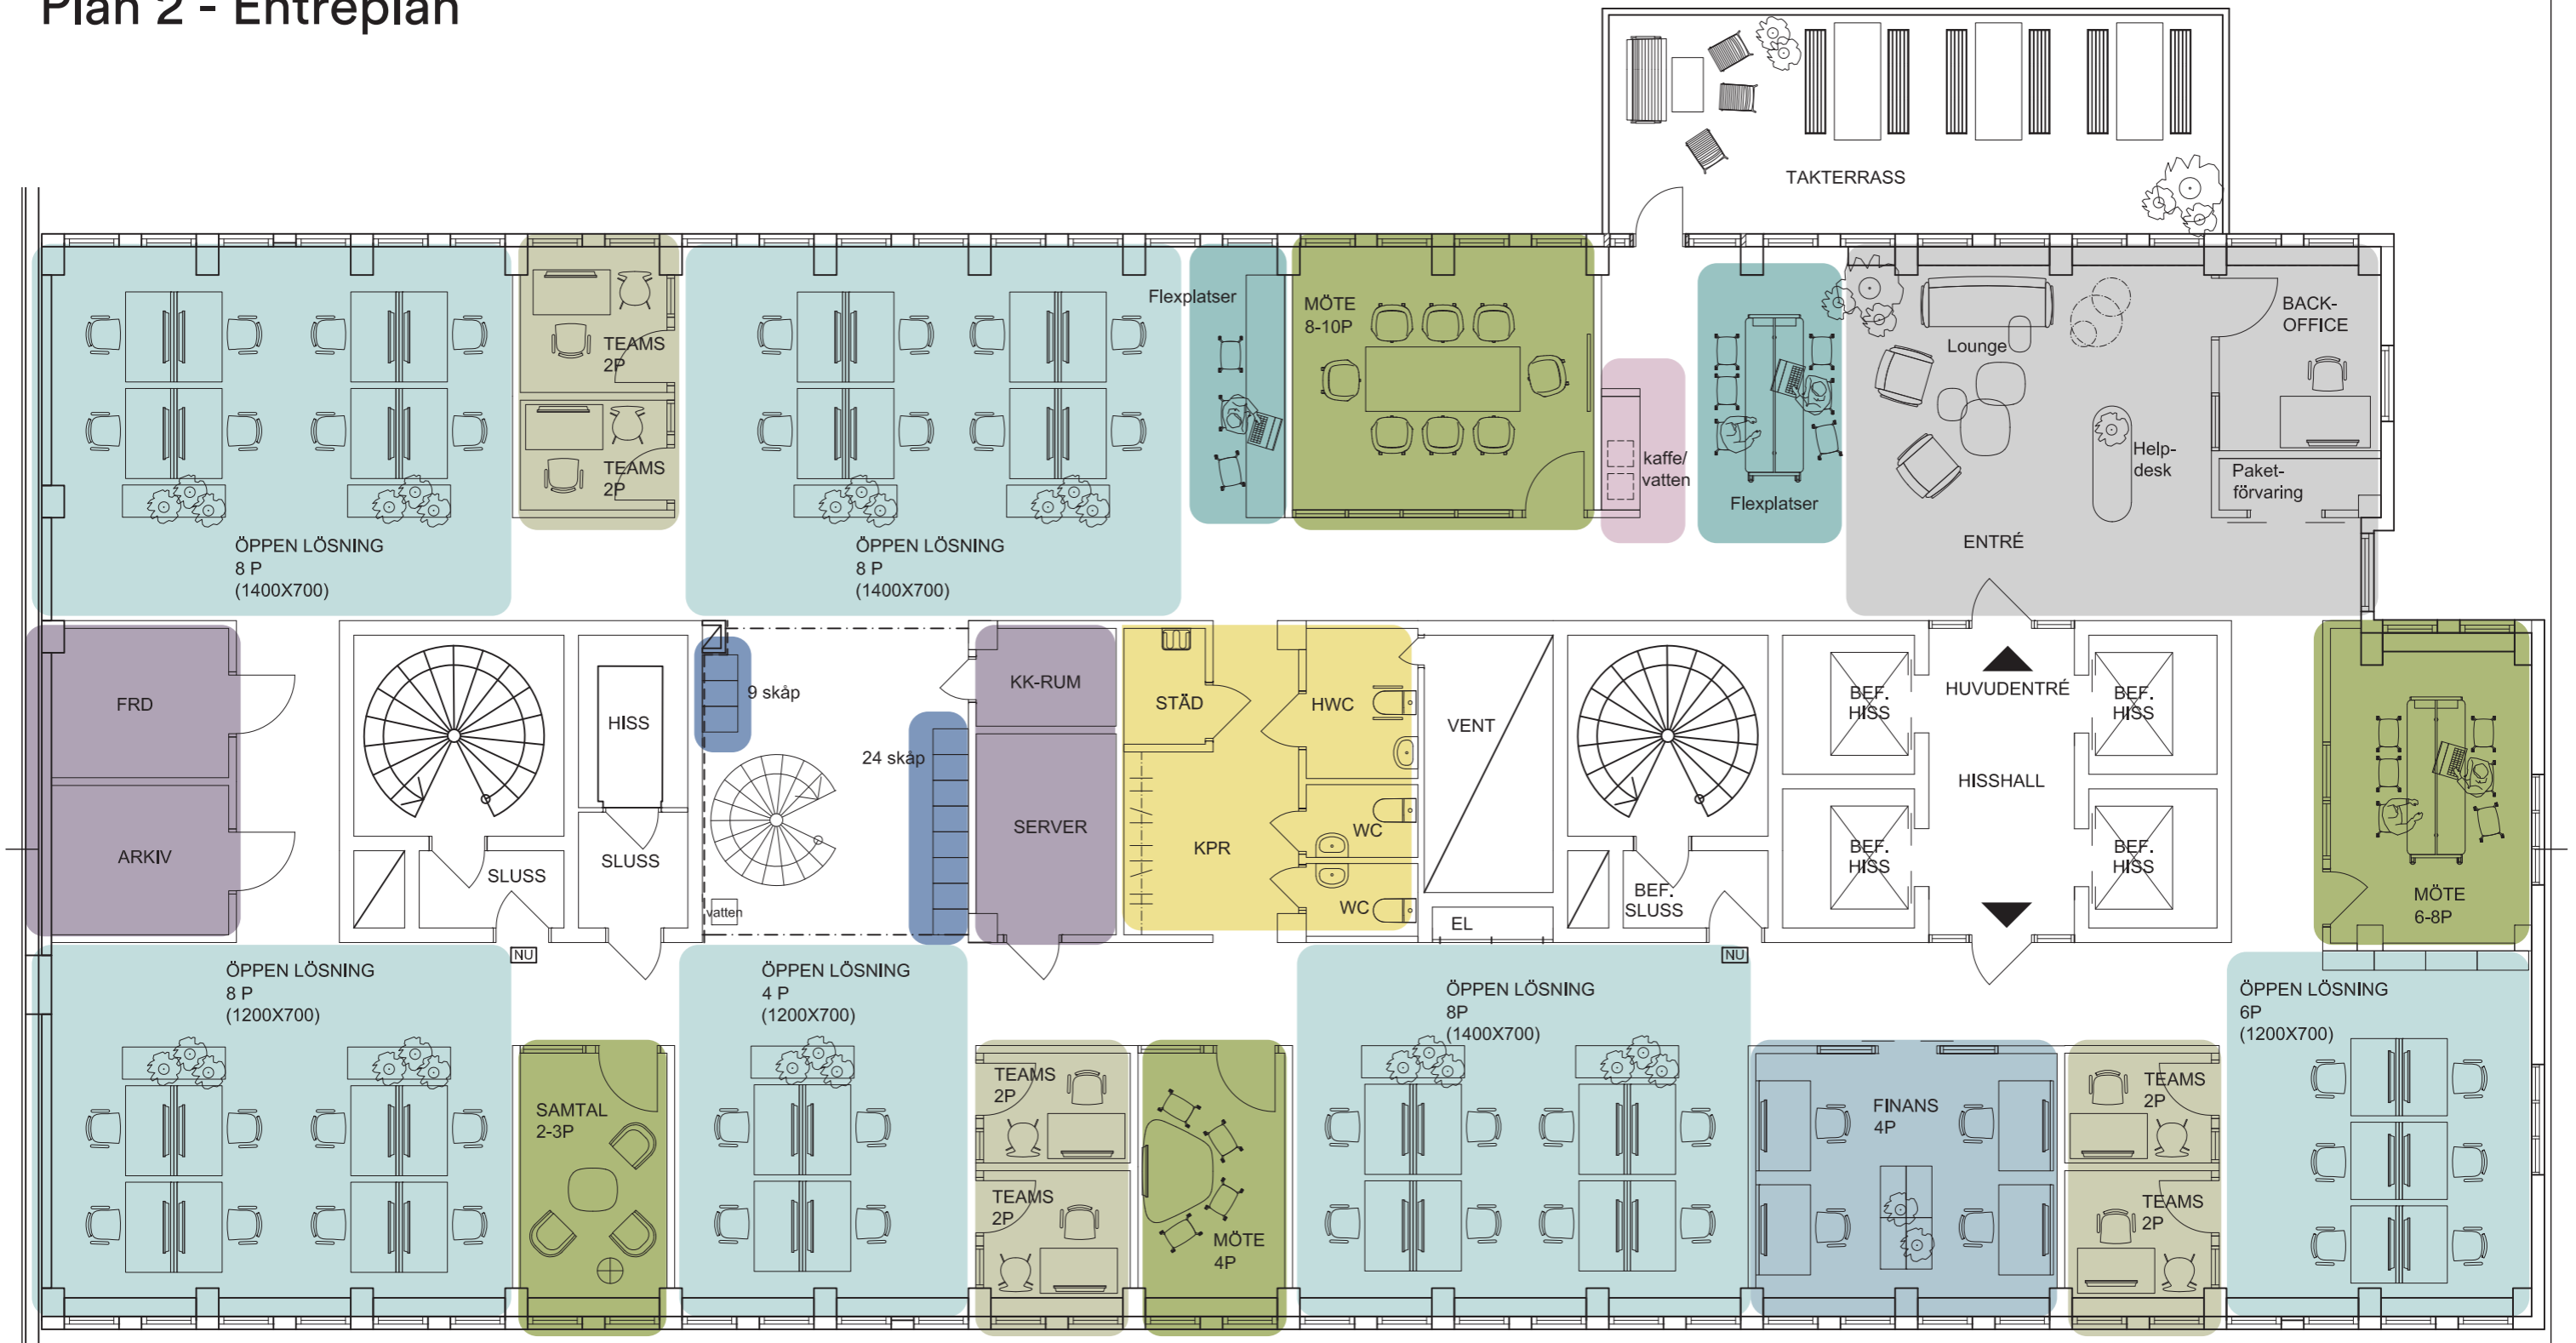 Plan 2 - Entréplan
TAKTERRASS
TEAMS
2P
TEAMS
2P
Flexplatser
MÖTE
8-10P
kaffe/
vatten
Flexplatser
Lounge
Help-
desk
BACK-
OFFICE
Paket-
förvaring
ENTRÉ
ÖPPEN LÖSNING
8 P
(1400X700)
ÖPPEN LÖSNING
8 P
(1400X700)
FRD
ARKIV
SLUSS
HISS
SLUSS
9 skåp
24 skåp
vatten
KK-RUM
SERVER
STÄD
KPR
HWC
WC
WC
VENT
EL
BEF.
SLUSS
BEF.
HISS
BEF.
HISS
HUVUDENTRÉ
HISSHALL
BEF.
HISS
BEF.
HISS
MÖTE
6-8P
NU
NU
ÖPPEN LÖSNING
8 P
(1200X700)
SAMTAL
2-3P
ÖPPEN LÖSNING
4 P
(1200X700)
TEAMS
2P
TEAMS
2P
MÖTE
4P
ÖPPEN LÖSNING
8P
(1400X700)
FINANS
4P
TEAMS
2P
TEAMS
2P
ÖPPEN LÖSNING
6P
(1200X700)